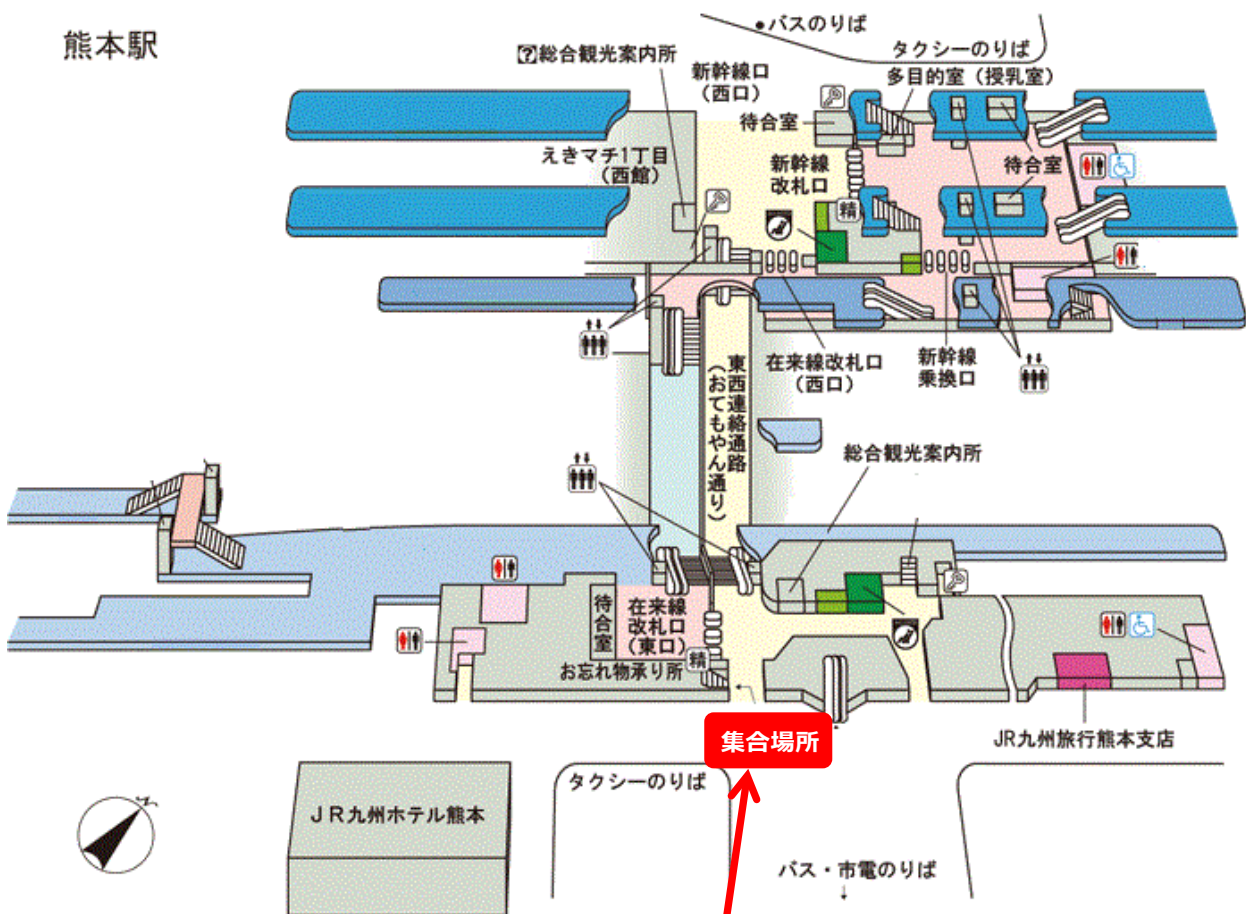 熊本駅
●バスのりば
タクシーのりば
?総合観光案内所
新幹線口
(西口)
多目的室(授乳室)
待合室
えきマチ1丁目
(西館)
新幹線
改札口
待合室
精
在来線改札口
(西口)
新幹線
乗換口
東西連絡通路
(おてもやん通り)
総合観光案内所
待合室
在来線
改札口
(東口)
精
お忘れ物承り所
集合場所
JR九州旅行熊本支店
タクシーのりば
JR九州ホテル熊本
バス・市電のりば
N